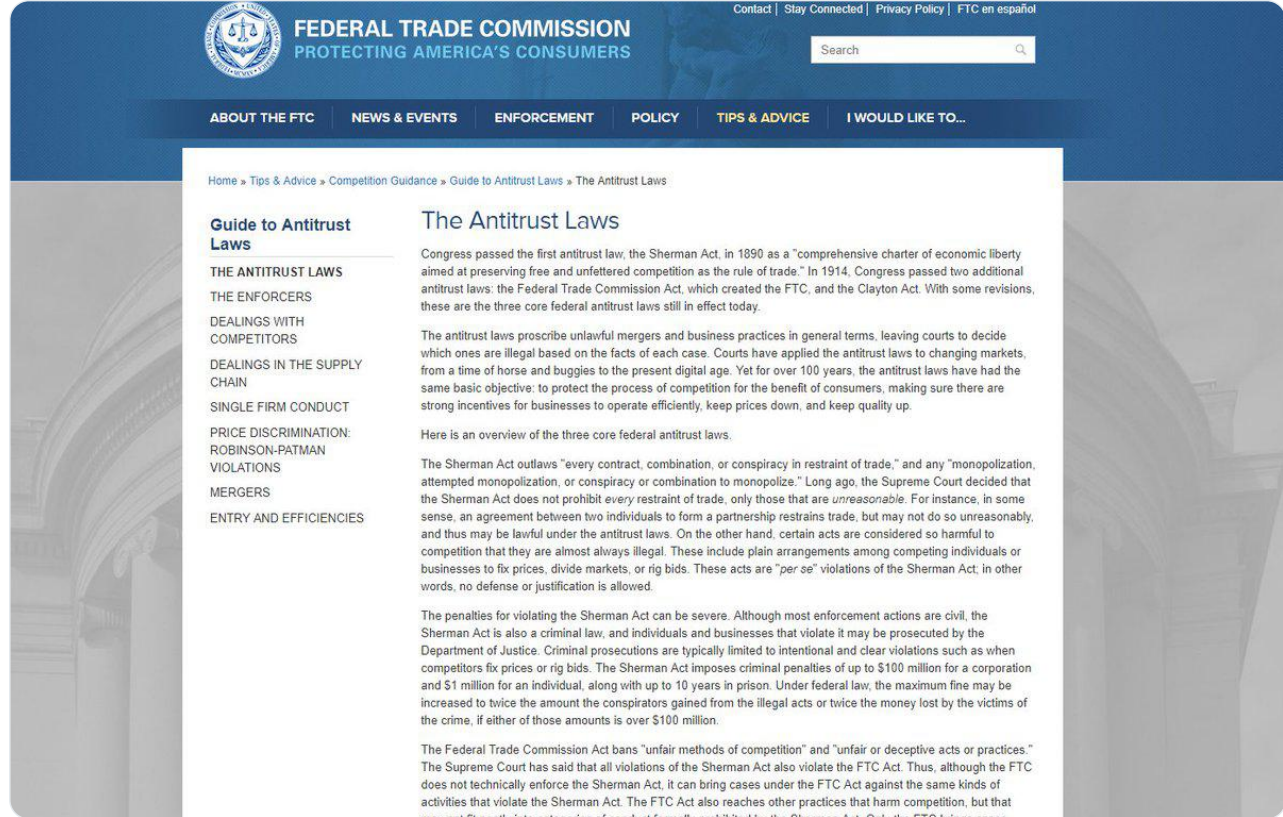 Contact | Stay Connected | Privacy Policy | FTC en español
FEDERAL TRADE COMMISSION
PROTECTING AMERICA'S CONSUMERS
Search
ABOUT THE FTC
NEWS & EVENTS
ENFORCEMENT
POLICY
TIPS & ADVICE
I WOULD LIKE TO...
Home » Tips & Advice » Competition Guidance » Guide to Antitrust Laws » The Antitrust Laws
Guide to Antitrust
Laws
THE ANTITRUST LAWS
THE ENFORCERS
DEALINGS WITH
COMPETITORS
DEALINGS IN THE SUPPLY
CHAIN
SINGLE FIRM CONDUCT
PRICE DISCRIMINATION:
ROBINSON-PATMAN
VIOLATIONS
MERGERS
ENTRY AND EFFICIENCIES
The Antitrust Laws
Congress passed the first antitrust law, the Sherman Act, in 1890 as a "comprehensive charter of economic liberty
aimed at preserving free and unfettered competition as the rule of trade." In 1914, Congress passed two additional
antitrust laws: the Federal Trade Commission Act, which created the FTC, and the Clayton Act. With some revisions,
these are the three core federal antitrust laws still in effect today.
The antitrust laws proscribe unlawful mergers and business practices in general terms, leaving courts to decide
which ones are illegal based on the facts of each case. Courts have applied the antitrust laws to changing markets,
from a time of horse and buggies to the present digital age. Yet for over 100 years, the antitrust laws have had the
same basic objective: to protect the process of competition for the benefit of consumers, making sure there are
strong incentives for businesses to operate efficiently, keep prices down, and keep quality up.
Here is an overview of the three core federal antitrust laws.
The Sherman Act outlaws "every contract, combination, or conspiracy in restraint of trade," and any "monopolization,
attempted monopolization, or conspiracy or combination to monopolize." Long ago, the Supreme Court decided that
the Sherman Act does not prohibit every restraint of trade, only those that are unreasonable. For instance, in some
sense, an agreement between two individuals to form a partnership restrains trade, but may not do so unreasonably,
and thus may be lawful under the antitrust laws. On the other hand, certain acts are considered so harmful to
competition that they are almost always illegal. These include plain arrangements among competing individuals or
businesses to fix prices, divide markets, or rig bids. These acts are "per se" violations of the Sherman Act; in other
words, no defense or justification is allowed.
The penalties for violating the Sherman Act can be severe. Although most enforcement actions are civil, the
Sherman Act is also a criminal law, and individuals and businesses that violate it may be prosecuted by the
Department of Justice. Criminal prosecutions are typically limited to intentional and clear violations such as when
competitors fix prices or rig bids. The Sherman Act imposes criminal penalties of up to $100 million for a corporation
and $1 million for an individual, along with up to 10 years in prison. Under federal law, the maximum fine may be
increased to twice the amount the conspirators gained from the illegal acts or twice the money lost by the victims of
the crime, if either of those amounts is over $100 million.
The Federal Trade Commission Act bans "unfair methods of competition" and "unfair or deceptive acts or practices."
The Supreme Court has said that all violations of the Sherman Act also violate the FTC Act. Thus, although the FTC
does not technically enforce the Sherman Act, it can bring cases under the FTC Act against the same kinds of
activities that violate the Sherman Act. The FTC Act also reaches other practices that harm competition, but that